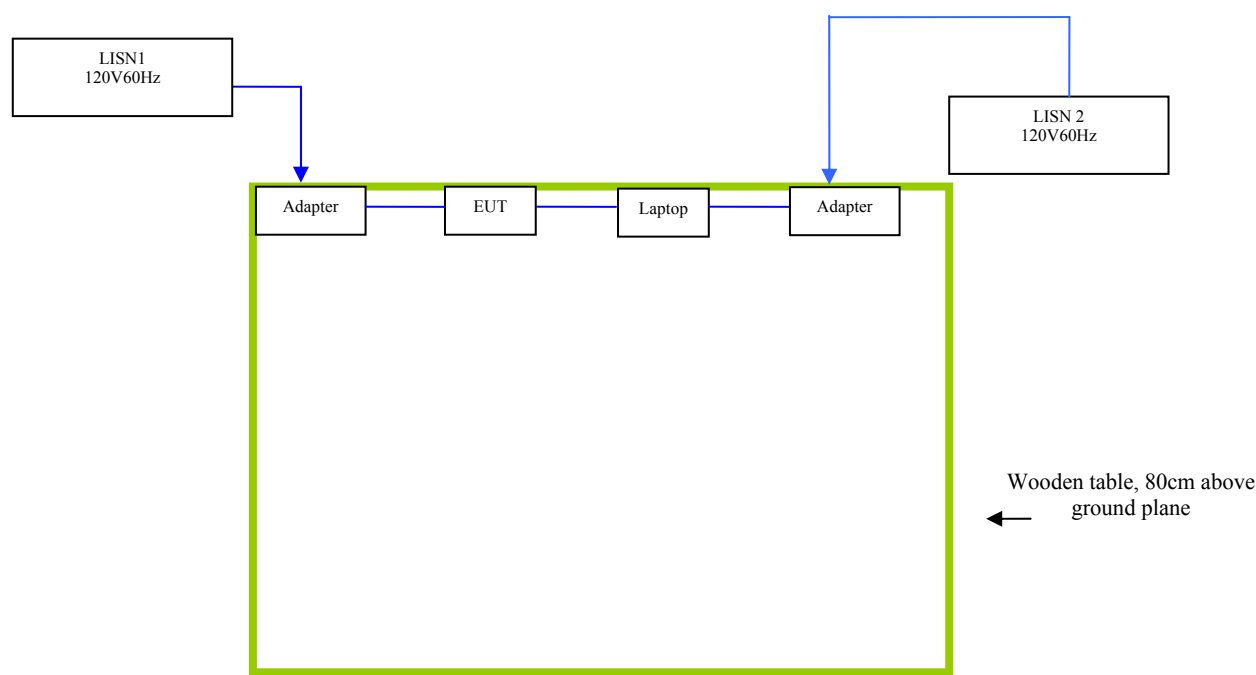 LISN1
120V60Hz
LISN 2
120V60Hz
Adapter
EUT
Laptop
Adapter
Wooden table, 80cm above
ground plane